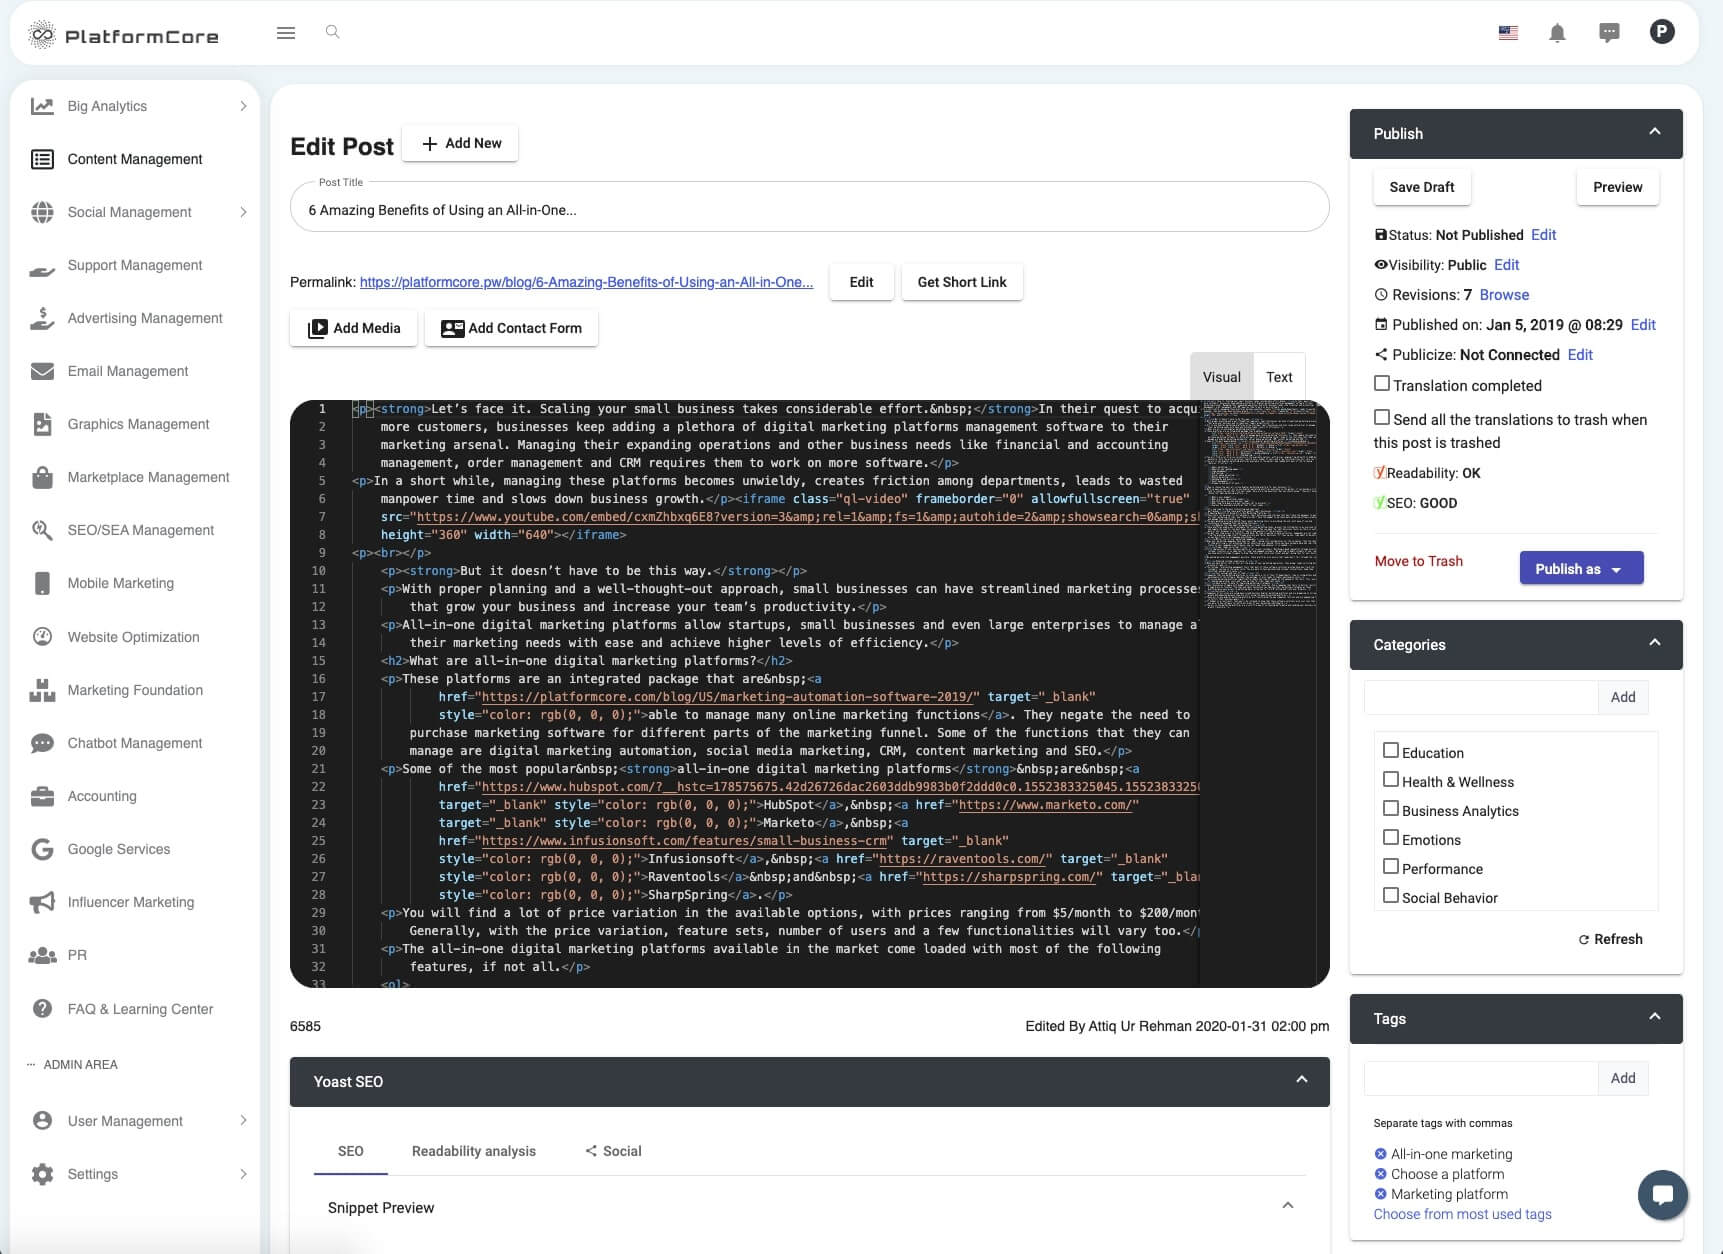 PlatformCore
P
Big Analytics
Content Management
Social Management
Support Management
Advertising Management
Email Management
Graphics Management
Marketplace Management
SEO/SEA Management
Mobile Marketing
Website Optimization
Marketing Foundation
Chatbot Management
Accounting
Google Services
Influencer Marketing
PR
FAQ & Learning Center
ADMIN AREA
User Management
Settings
Edit Post
Add New
Post Title
6 Amazing Benefits of Using an All-in-One...
Permalink: https://platformcore.pw/blog/6-Amazing-Benefits-of-Using-an-All-in-One... Edit Get Short Link
Add Media Add Contact Form
Visual Text
1 <p><strong>Let’s face it. Scaling your small business takes considerable effort.&nbsp;</strong>In their quest to acqui
2 more customers, businesses keep adding a plethora of digital marketing platforms management software to their
3 marketing arsenal. Managing their expanding operations and other business needs like financial and accounting
4 management, order management and CRM requires them to work on more software.</p>
5 <p>In a short while, managing these platforms becomes unwieldy, creates friction among departments, leads to wasted
6 manpower time and slows down business growth.</p><iframe class="ql-video" frameborder="0" allowfullscreen="true"
7 src="https://www.youtube.com/embed/cxmZhbxq6E8?version=3&amp;rel=1&amp;fs=1&amp;autohide=2&amp;showsearch=0&amp;sh
8 height="360" width="640"></iframe>
9 <p><br></p>
10 <p><strong>But it doesn’t have to be this way.</strong></p>
11 <p>With proper planning and a well-thought-out approach, small businesses can have streamlined marketing processes
12 that grow your business and increase your team’s productivity.</p>
13 <p>All-in-one digital marketing platforms allow startups, small businesses and even large enterprises to manage al
14 their marketing needs with ease and achieve higher levels of efficiency.</p>
15 <h2>What are all-in-one digital marketing platforms?</h2>
16 <p>These platforms are an integrated package that are&nbsp;<a
17 href="https://platformcore.com/blog/US/marketing-automation-software-2019/" target="_blank"
18 style="color: rgb(0, 0, 0);">able to manage many online marketing functions</a>. They negate the need to
19 purchase marketing software for different parts of the marketing funnel. Some of the functions that they can
20 manage are digital marketing automation, social media marketing, CRM, content marketing and SEO.</p>
21 <p>Some of the most popular&nbsp;<strong>all-in-one digital marketing platforms</strong>&nbsp;are&nbsp;<a
22 href="https://www.hubspot.com/?__hstc=178575675.42d26726dac2603ddb9983b0f2ddd0c0.1552383325045.15523833250
23 target="_blank" style="color: rgb(0, 0, 0);">HubSpot</a>,&nbsp;<a href="https://www.marketo.com/"
24 target="_blank" style="color: rgb(0, 0, 0);">Marketo</a>,&nbsp;<a
25 href="https://www.infusionsoft.com/features/small-business-crm" target="_blank"
26 style="color: rgb(0, 0, 0);">Infusionsoft</a>,&nbsp;<a href="https://raventools.com/" target="_blank"
27 style="color: rgb(0, 0, 0);">Raventools</a>&nbsp;and&nbsp;<a href="https://sharpspring.com/" target="_blan
28 style="color: rgb(0, 0, 0);">SharpSpring</a>.</p>
29 <p>You will find a lot of price variation in the available options, with prices ranging from $5/month to $200/mont
30 Generally, with the price variation, feature sets, number of users and a few functionalities will vary too.</p
31 <p>The all-in-one digital marketing platforms available in the market come loaded with most of the following
32 features, if not all.</p>
33 <ol>
6585
Edited By Attiq Ur Rehman 2020-01-31 02:00 pm
Yoast SEO
SEO Readability analysis Social
Snippet Preview
Publish
Save Draft Preview
Status: Not Published Edit
Visibility: Public Edit
Revisions: 7 Browse
Published on: Jan 5, 2019 @ 08:29 Edit
Publicize: Not Connected Edit
Translation completed
Send all the translations to trash when
this post is trashed
Readability: OK
SEO: GOOD
Move to Trash Publish as
Categories
Add
Education
Health & Wellness
Business Analytics
Emotions
Performance
Social Behavior
Refresh
Tags
Add
Separate tags with commas
All-in-one marketing
Choose a platform
Marketing platform
Choose from most used tags